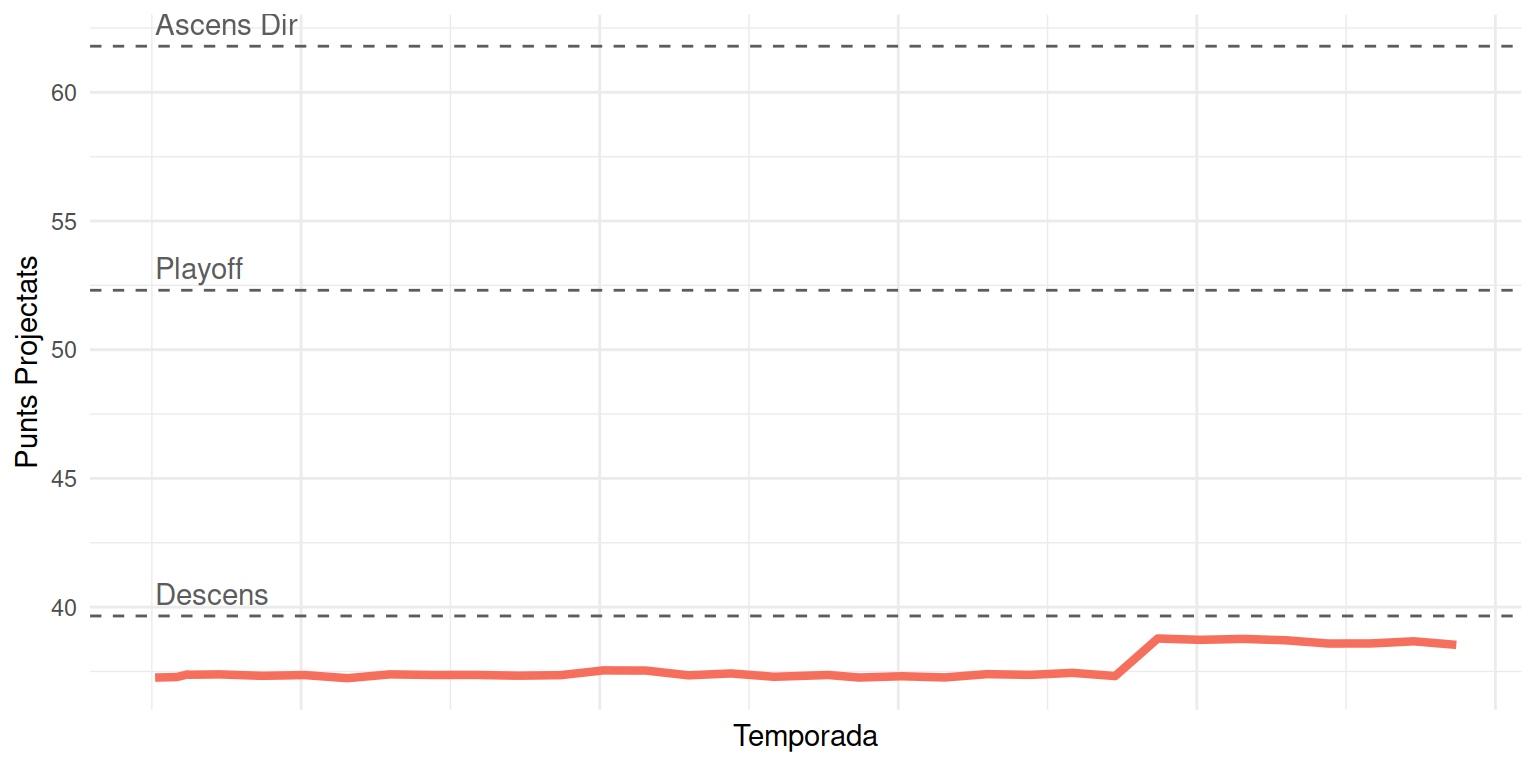 Ascens Dir
60
55
Playoff
50
45
Descens
40
Punts Projectats
Temporada